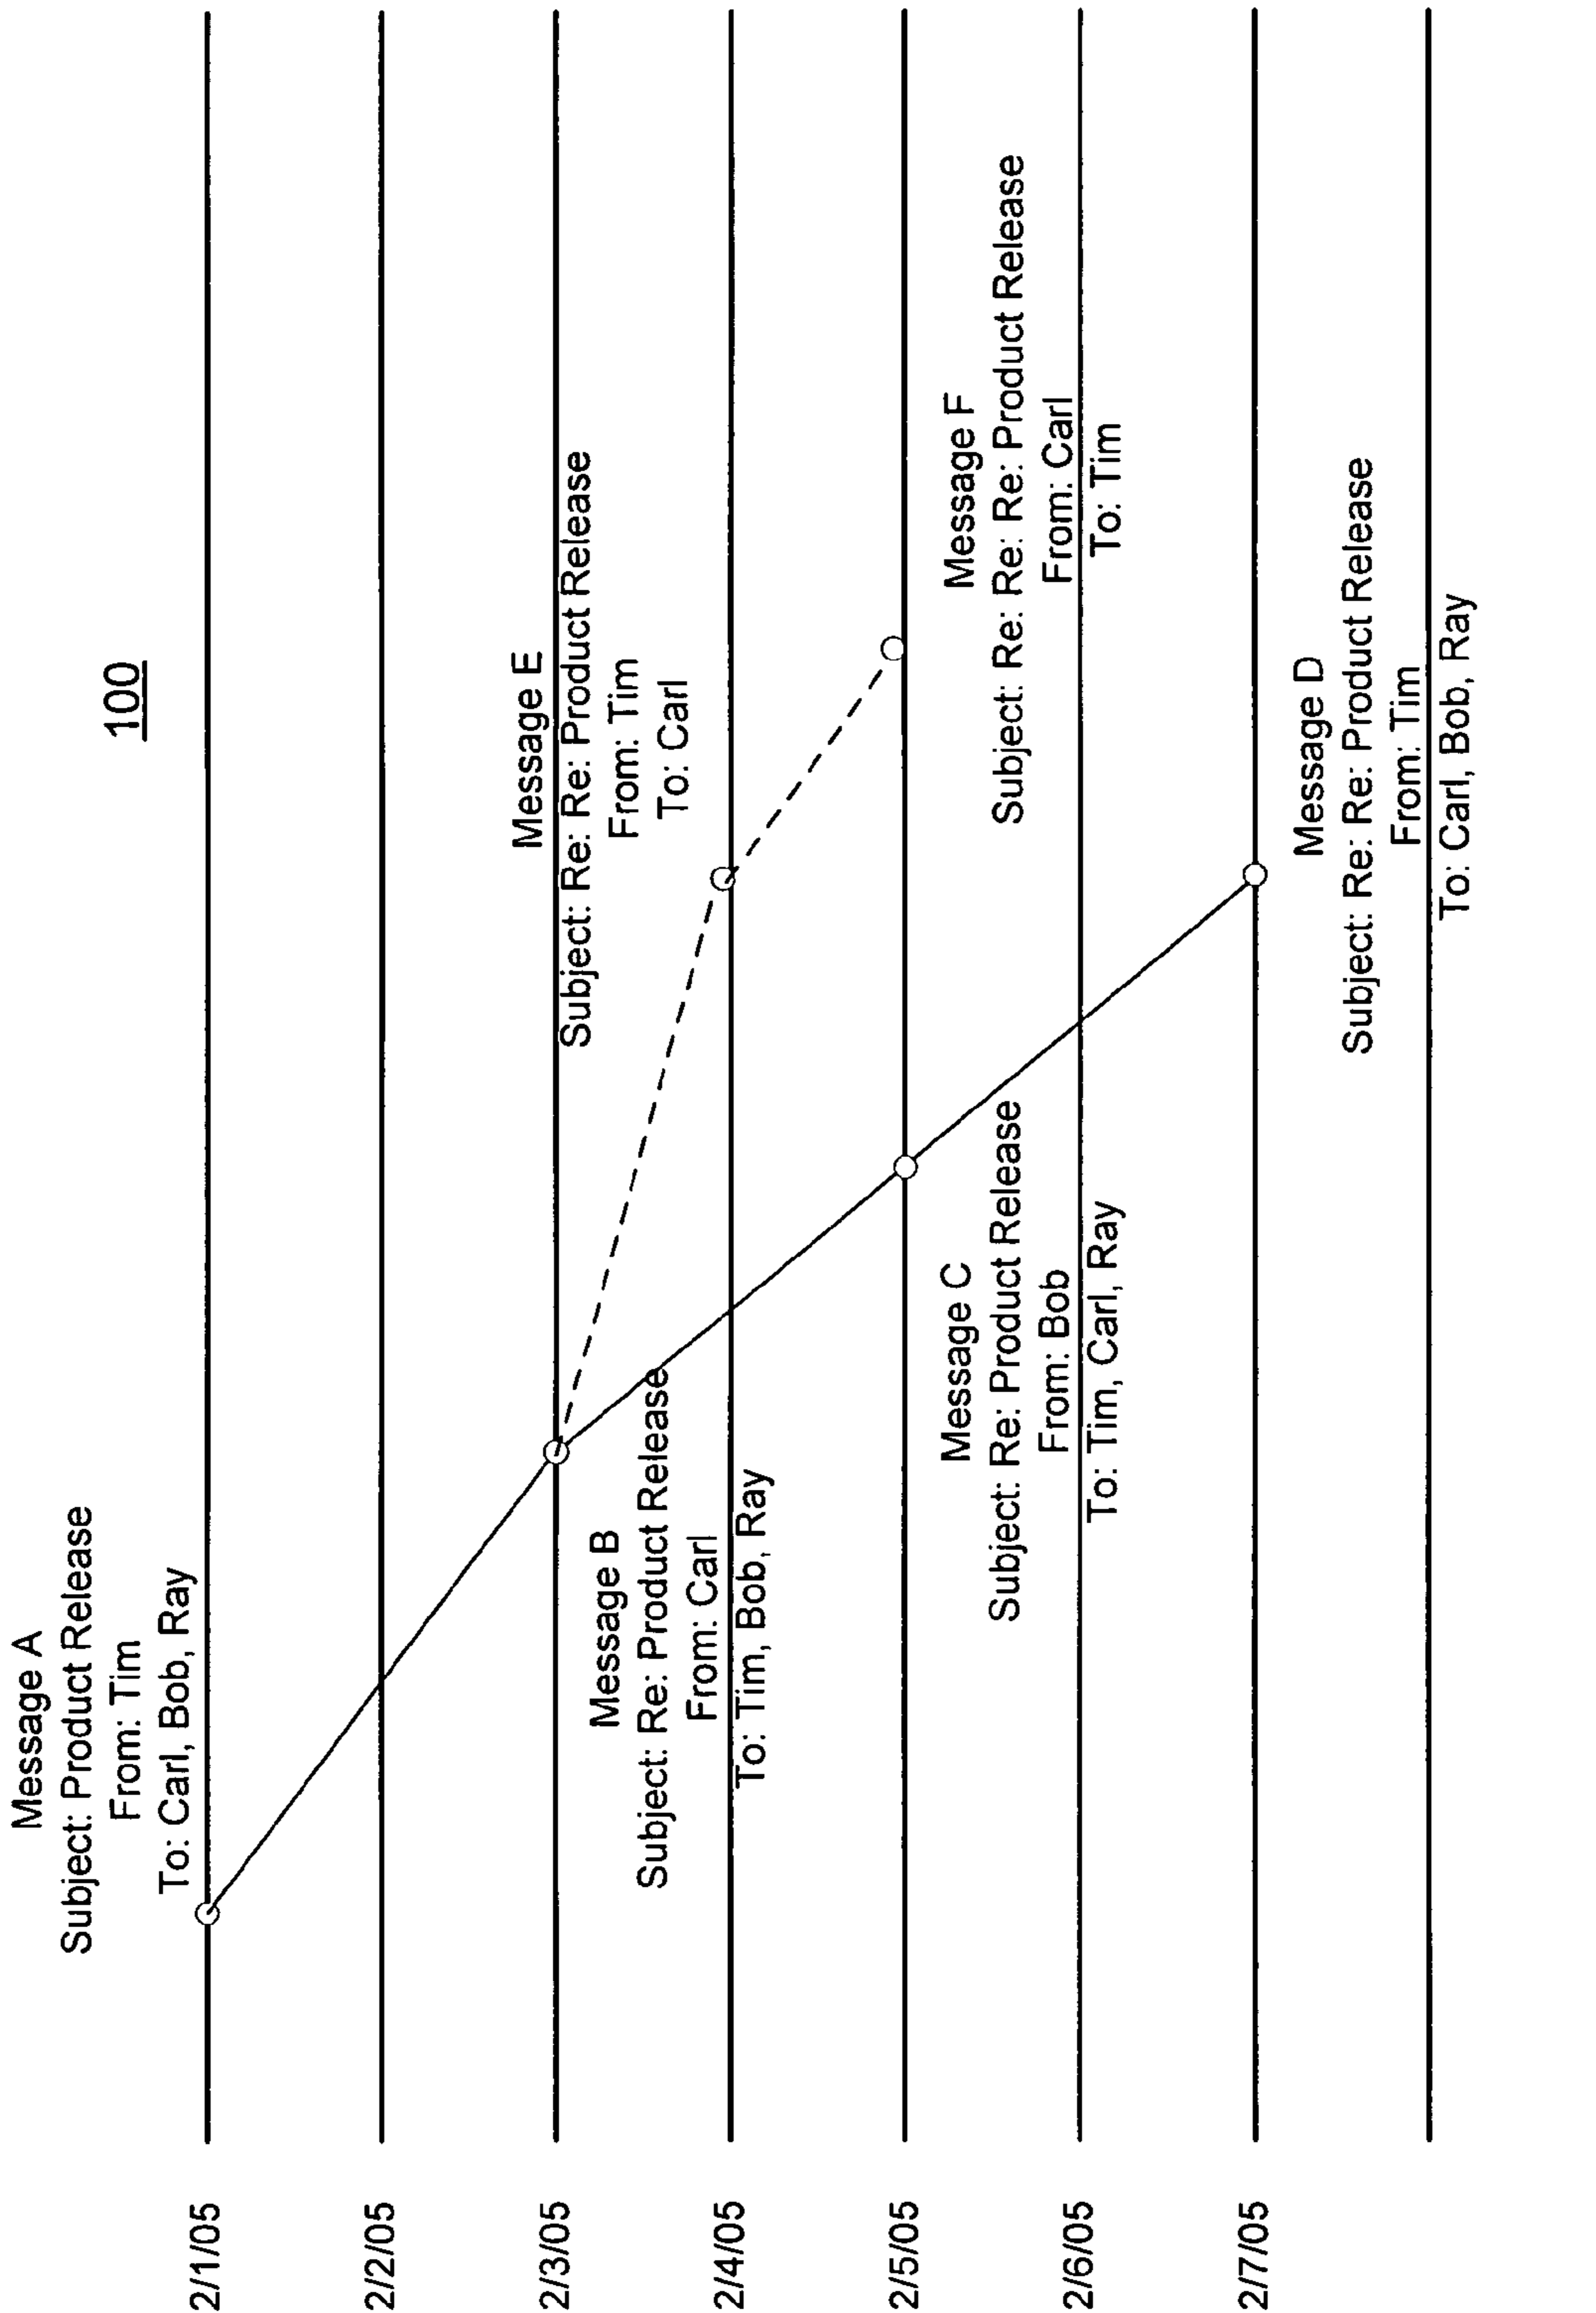 100
Message A
Subject: Product Release
From: Tim
To: Carl, Bob, Ray
2/1/05
2/2/05
2/3/05
Message E
Subject: Re: Re: Product Release
From: Tim
To: Carl
Message B
Subject: Re: Product Release
From: Carl
To: Tim, Bob, Ray
2/4/05
2/5/05
Message F
Subject: Re: Re: Re: Product Release
From: Carl
To: Tim
Message C
Subject: Re: Product Release
From: Bob
To: Tim, Carl, Ray
2/6/05
2/7/05
Message D
Subject: Re: Re: Product Release
From: Tim
To: Carl, Bob, Ray